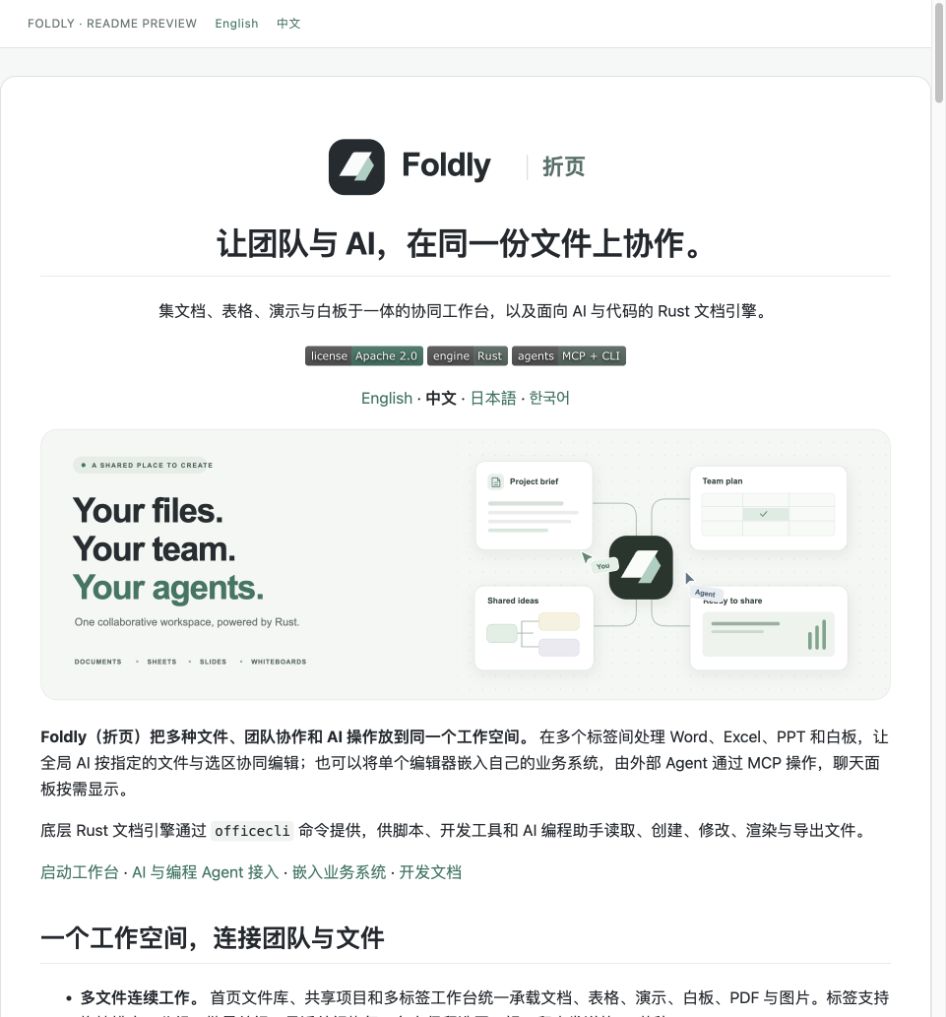 FOLDLY · README PREVIEW English 中文
Foldly 折页
让团队与 AI，在同一份文件上协作。
集文档、表格、演示与白板于一体的协同工作台，以及面向 AI 与代码的 Rust 文档引擎。
license Apache 2.0 engine Rust agents MCP + CLI
English · 中文 · 日本語 · 한국어
A SHARED PLACE TO CREATE
Your files.
Your team.
Your agents.
One collaborative workspace, powered by Rust.
DOCUMENTS • SHEETS • SLIDES • WHITEBOARDS
Project brief
Team plan
You
Agent
Shared ideas
to share
Foldly（折页）把多种文件、团队协作和 AI 操作放到同一个工作空间。 在多个标签间处理 Word、Excel、PPT 和白板，让
全局 AI 按指定的文件与选区协同编辑；也可以将单个编辑器嵌入自己的业务系统，由外部 Agent 通过 MCP 操作，聊天面
板按需显示。
底层 Rust 文档引擎通过 officecli 命令提供，供脚本、开发工具和 AI 编程助手读取、创建、修改、渲染与导出文件。
启动工作台 · AI 与编程 Agent 接入 · 嵌入业务系统 · 开发文档
一个工作空间，连接团队与文件
• 多文件连续工作。 首页文件库、共享项目和多标签工作台统一承载文档、表格、演示、白板、PDF 与图片。标签支持